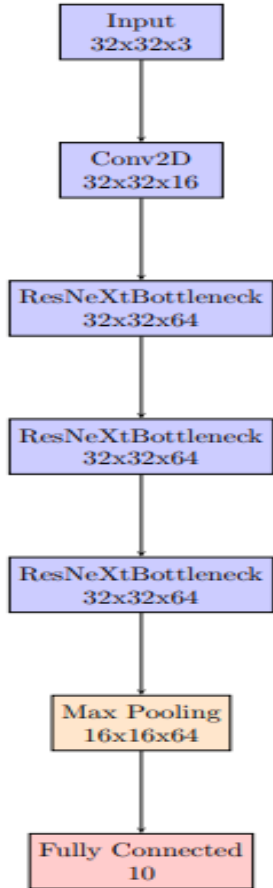 Input
32x32x3
Conv2D
32x32x16
ResNeXtBottleneck
32x32x64
ResNeXtBottleneck
32x32x64
ResNeXtBottleneck
32x32x64
Max Pooling
16x16x64
Fully Connected
10